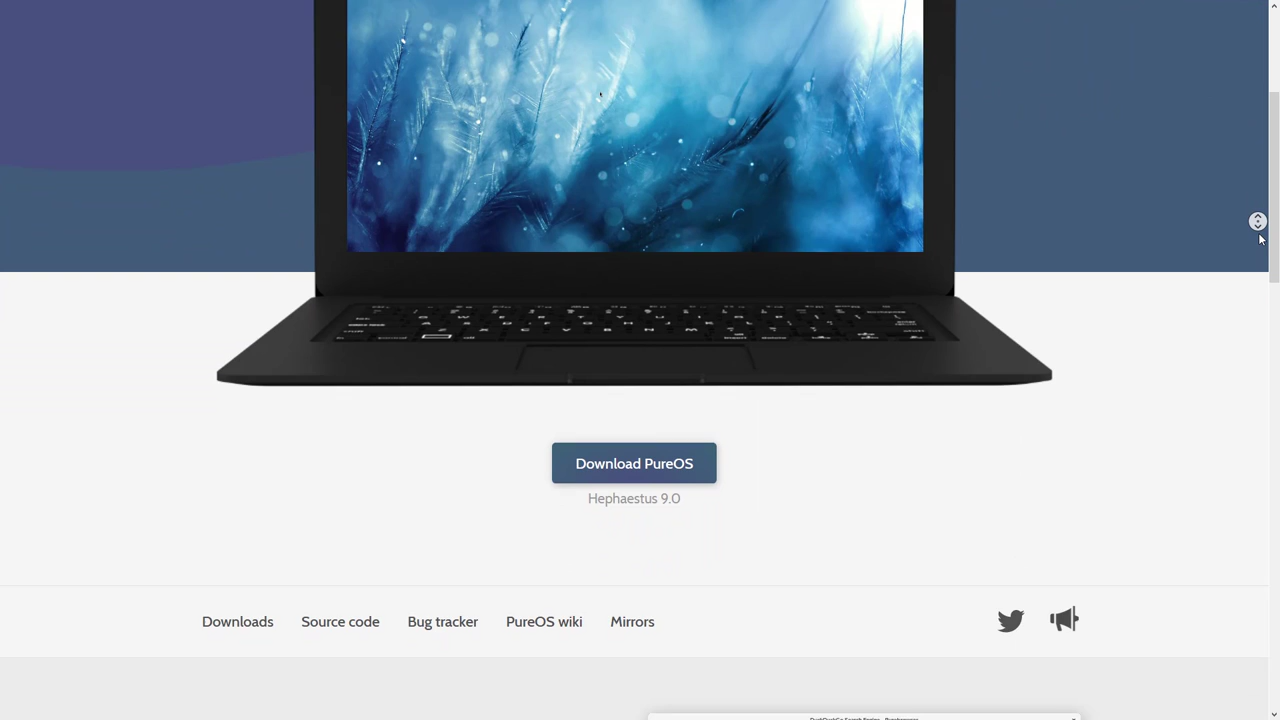 Download PureOS
Hephaestus 9.0
Downloads
Source code
Bug tracker
PureOS wiki
Mirrors